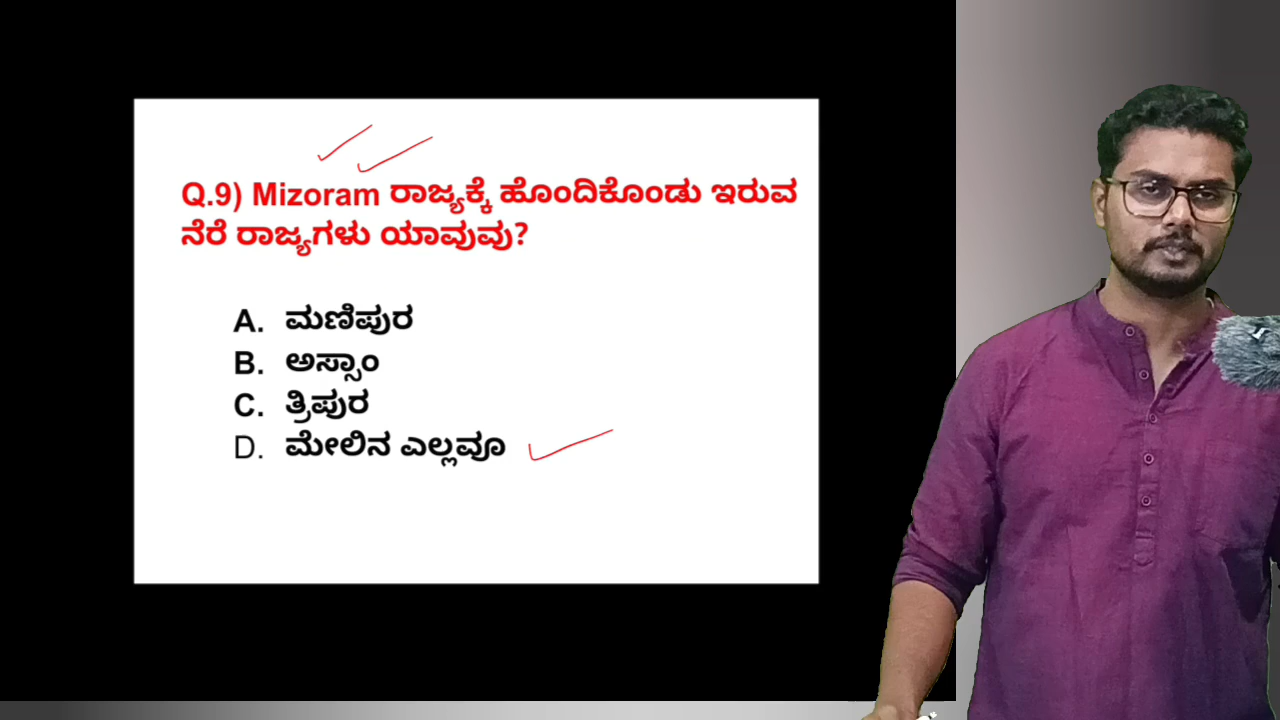 Q.9) Mizoram ರಾಜ್ಯಕ್ಕೆ ಹೊಂದಿಕೊಂಡು ಇರುವ
ನೆರೆ ರಾಜ್ಯಗಳು ಯಾವುವು?
A. ಮಣಿಪುರ
B. ಅಸ್ಸಾಂ
C. ತ್ರಿಪುರ
D. ಮೇಲಿನ ಎಲ್ಲವೂ